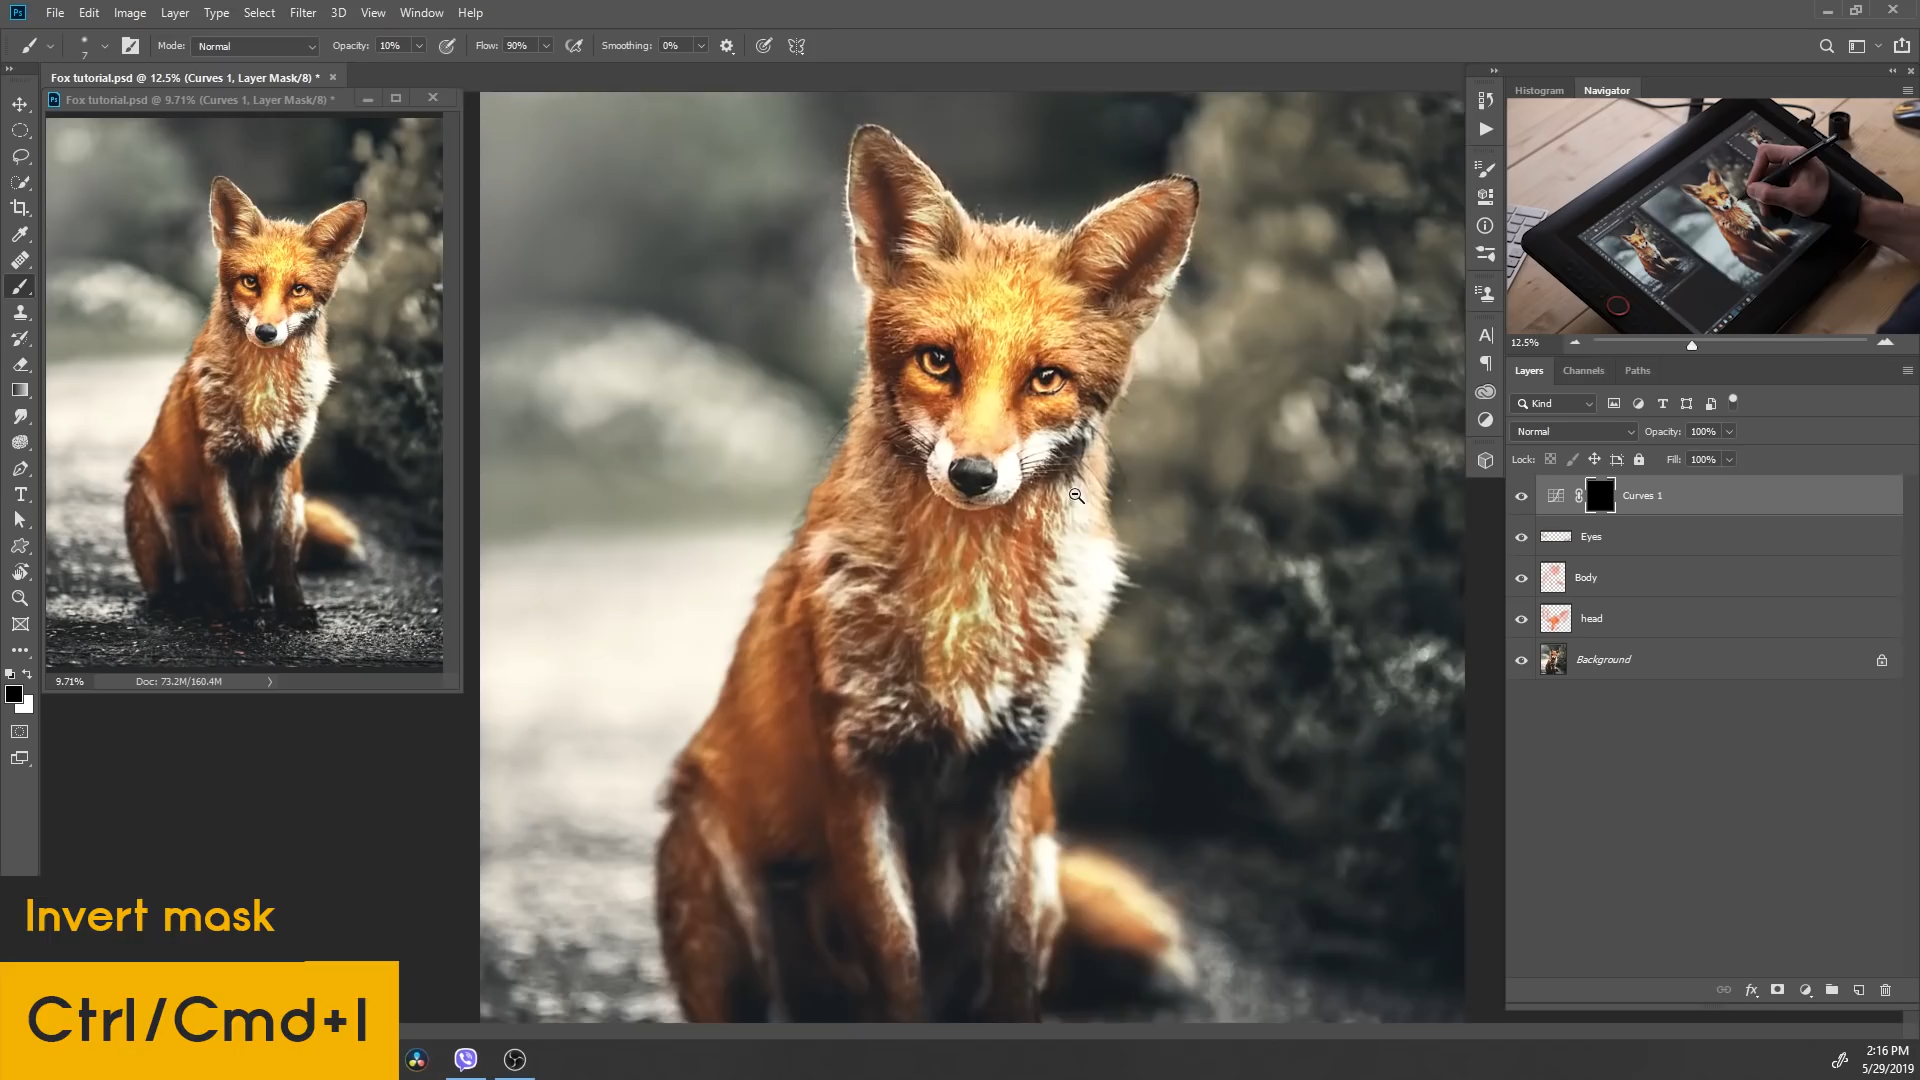 Ps File Edit Image Layer Type Select Filter 3D View Window Help
7 Mode: Normal Opacity: 10% Flow: 90% Smoothing: 0%
Fox tutorial.psd @ 12.5% (Curves 1, Layer Mask/8) *
Ps Fox tutorial.psd @ 9.71% (Curves 1, Layer Mask/8) *
9.71% Doc: 73.2M/160.4M
Histogram Navigator
12.5%
Layers Channels Paths
Kind
Normal Opacity: 100%
Lock: Fill: 100%
Curves 1
Eyes
Body
head
Background
fx
Invert mask
Ctrl/Cmd+I
2:16 PM
5/29/2019